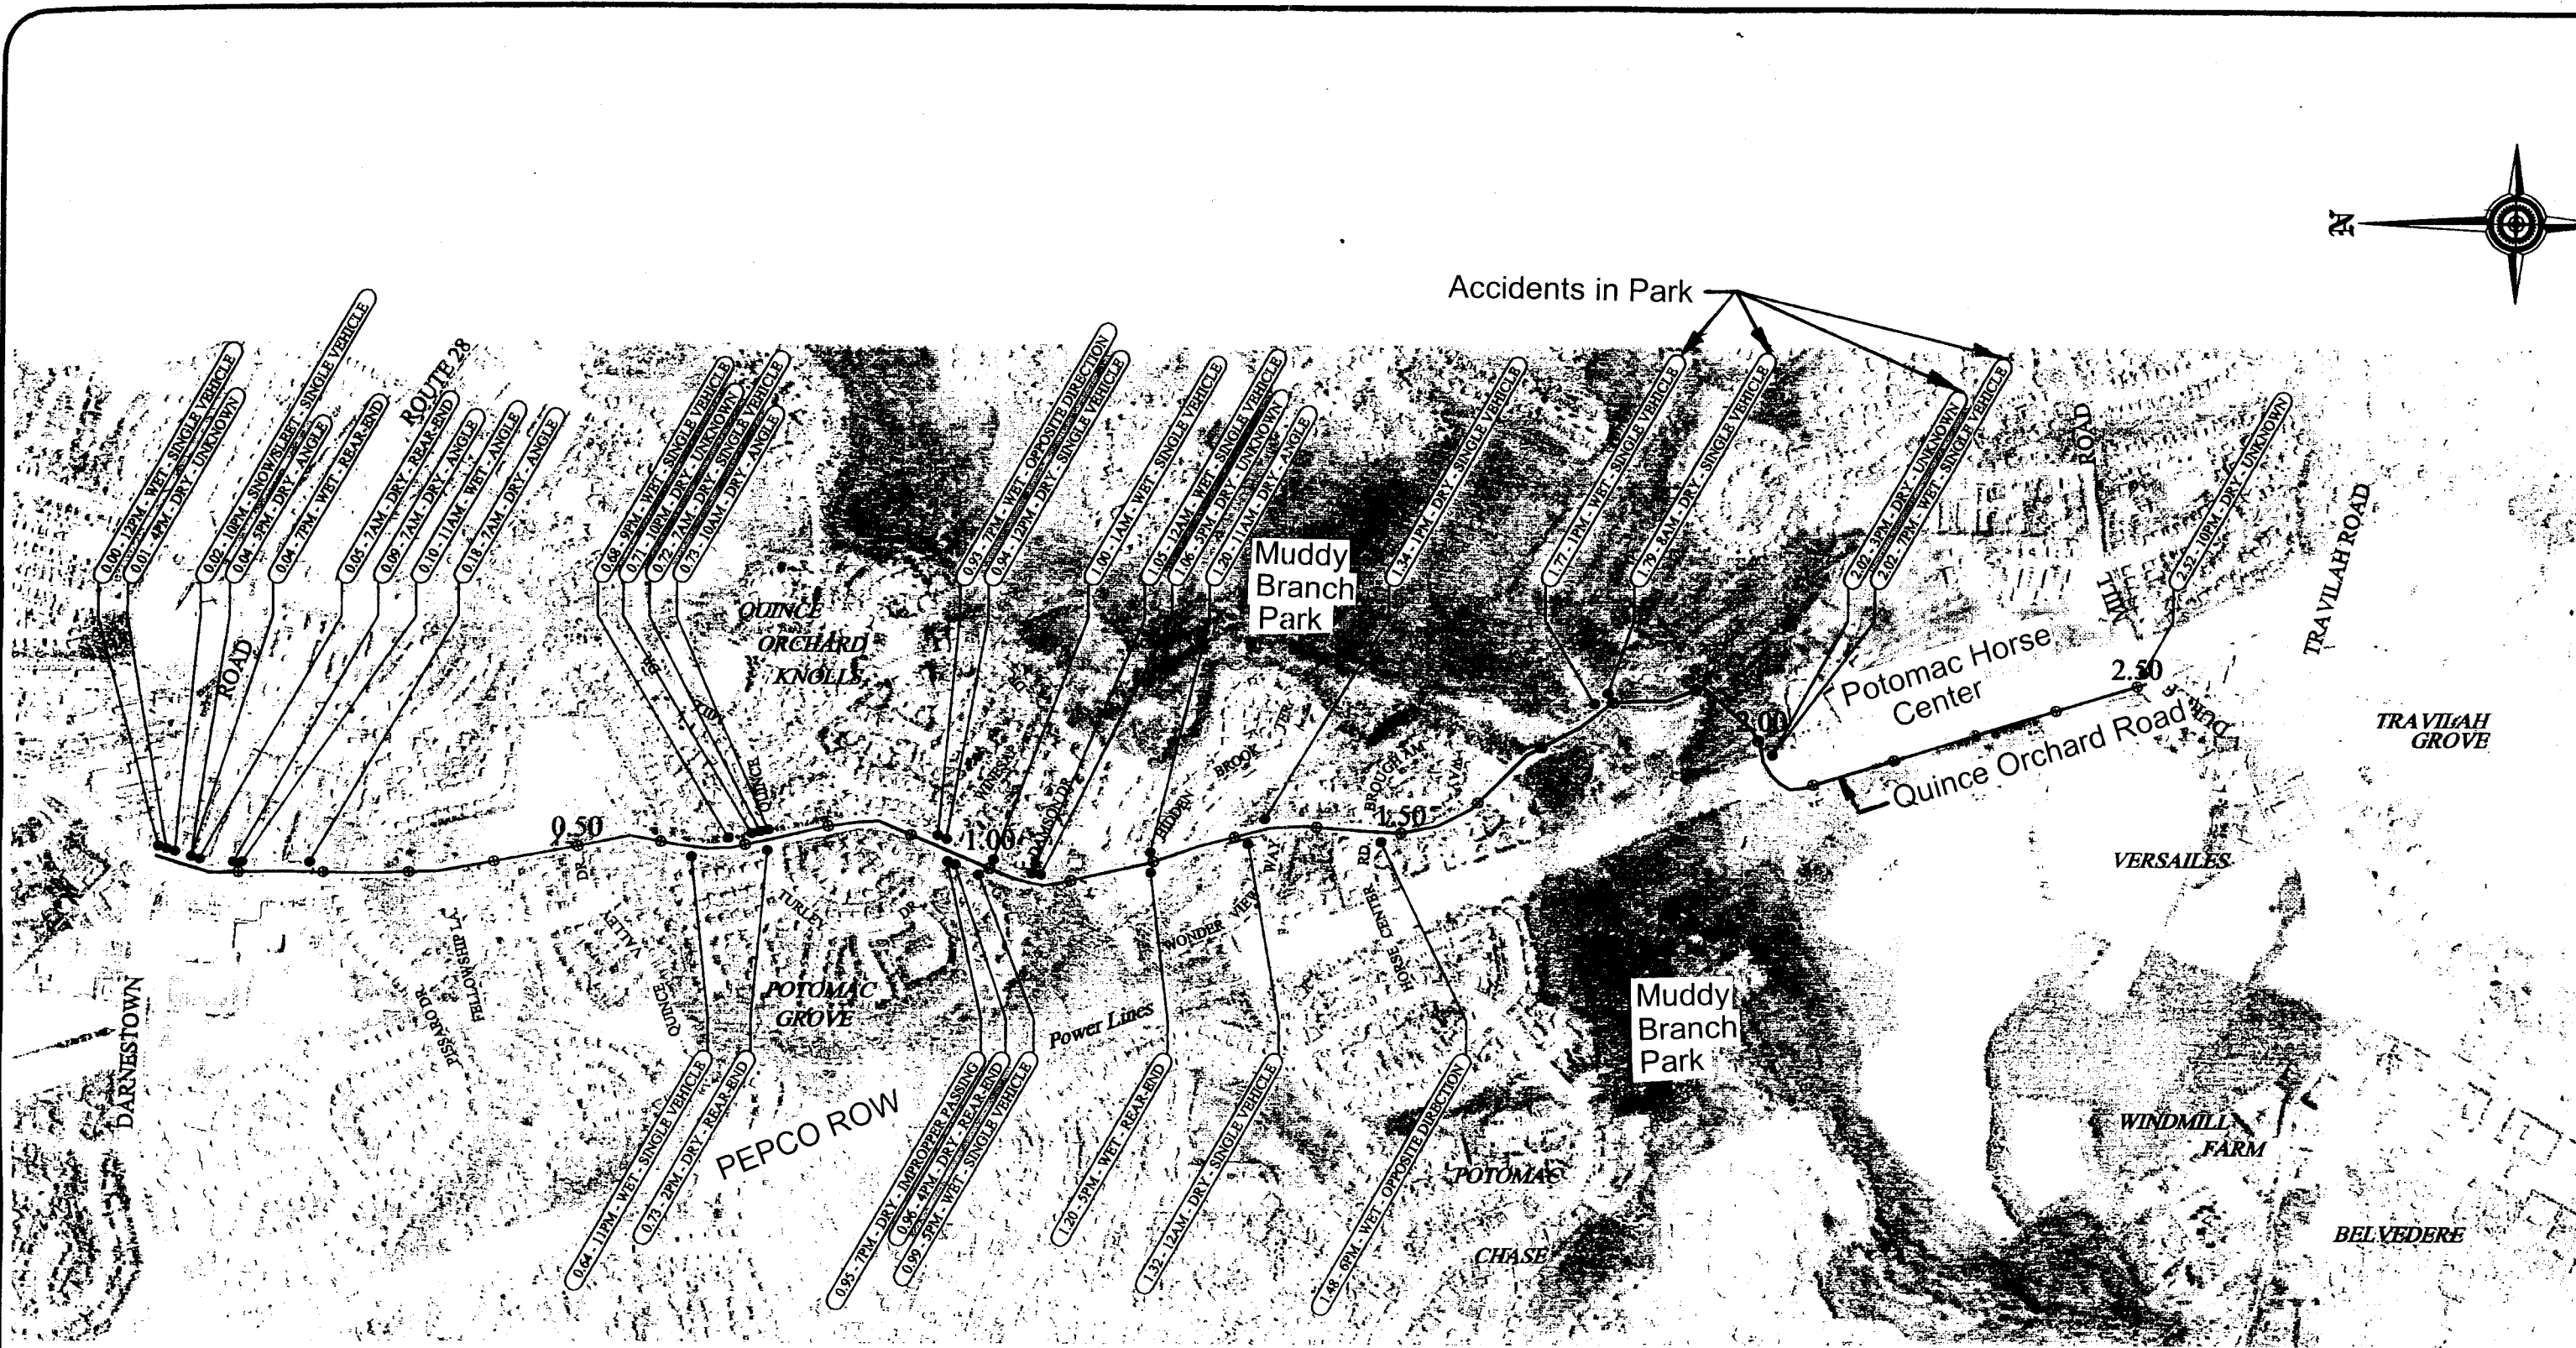 N
Accidents in Park
0.00 - 12PM - WET - SINGLE VEHICLE
0.01 - 4PM - DRY - UNKNOWN
0.02 - 10PM - SNOW/SLEET - SINGLE VEHICLE
0.04 - 5PM - DRY - ANGLE
0.04 - 7PM - WET - REAR-END
0.05 - 7AM - DRY - REAR-END
0.09 - 7AM - DRY - ANGLE
0.10 - 11AM - WET - ANGLE
0.18 - 7AM - DRY - ANGLE
0.68 - 9PM - WET - SINGLE VEHICLE
0.71 - 10PM - DRY - UNKNOWN
0.72 - 7AM - DRY - SINGLE VEHICLE
0.73 - 10AM - DRY - ANGLE
0.93 - 7PM - WET - OPPOSITE DIRECTION
0.94 - 12PM - DRY - SINGLE VEHICLE
1.00 - 1AM - WET - SINGLE VEHICLE
1.05 - 12AM - WET - SINGLE VEHICLE
1.06 - 5PM - DRY - UNKNOWN
1.20 - 11AM - DRY - ANGLE
1.34 - 1PM - DRY - SINGLE VEHICLE
1.77 - 1PM - WET - SINGLE VEHICLE
1.79 - 8AM - DRY - SINGLE VEHICLE
2.02 - 3PM - DRY - UNKNOWN
2.02 - 7PM - WET - SINGLE VEHICLE
2.52 - 10PM - DRY - UNKNOWN
ROUTE 28
ROAD
ROAD
MILL
TRAVILAH ROAD
Muddy
Branch
Park
QUINCE
ORCHARD
KNOLLS
Potomac Horse
Center
2.50
2.00
Quince Orchard Road
TRAVILAH
GROVE
DR
QUINCE
DAMSON DR
HIDDEN
BROOK
TER
BROUGHAM
WAY
0.50
1.00
1.50
DR
TURLEY
DR
WONDER
VIEW
WAY
RD
HORSE CENTER
VERSAILES
FELLOWSHIP LA
PISSARO DR
VALLEY
QUINCE
DARNESTOWN
POTOMAC
GROVE
Power Lines
Muddy
Branch
Park
PEPCO ROW
WINDMILL
FARM
POTOMAC
CHASE
BELVEDERE
0.64 - 11PM - WET - SINGLE VEHICLE
0.73 - 2PM - DRY - REAR-END
0.95 - 7PM - DRY - IMPROPPER PASSING
0.96 - 4PM - DRY - REAR-END
0.99 - 5PM - WET - SINGLE VEHICLE
1.20 - 5PM - WET - REAR-END
1.32 - 12AM - DRY - SINGLE VEHICLE
1.48 - 6PM - WET - OPPOSITE DIRECTION